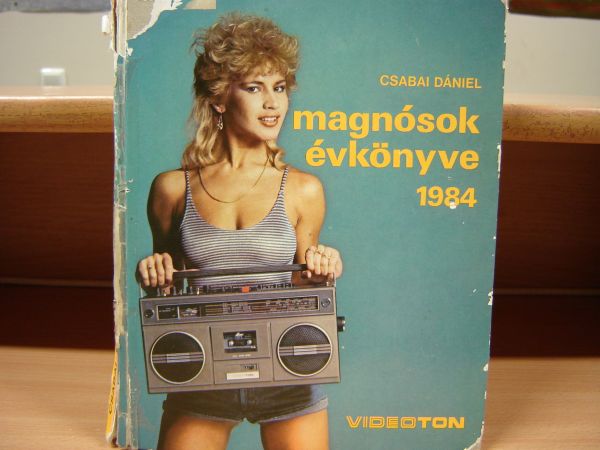 CSABAI DÁNIEL
magnósok
évkönyve
1984
VIDEOTON